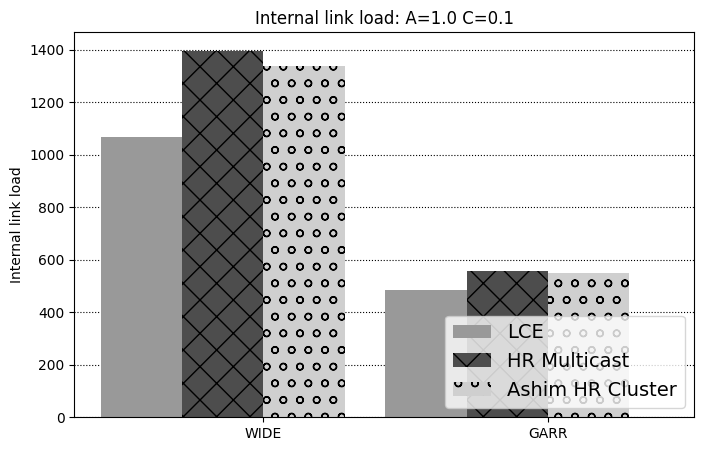 Internal link load: A=1.0 C=0.1
Internal link load
1400
1200
1000
800
600
400
200
0
WIDE
GARR
LCE
HR Multicast
Ashim HR Cluster